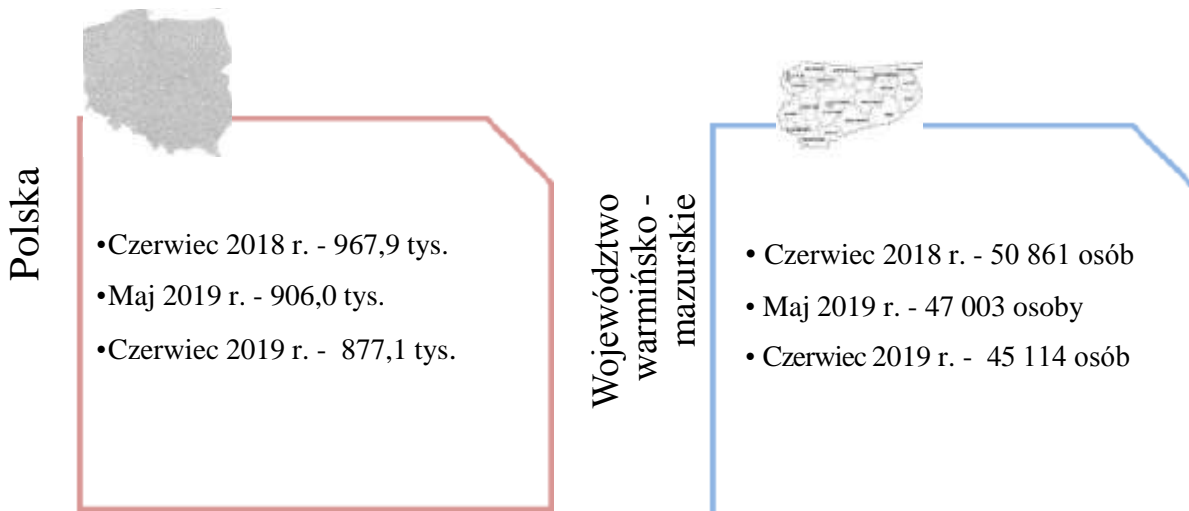 Polska
•Czerwiec 2018 r. - 967,9 tys.
•Maj 2019 r. - 906,0 tys.
•Czerwiec 2019 r. -  877,1 tys.
Województwo
warmińsko -
mazurskie
• Czerwiec 2018 r. - 50 861 osób
• Maj 2019 r. - 47 003 osoby
• Czerwiec 2019 r. -  45 114 osób